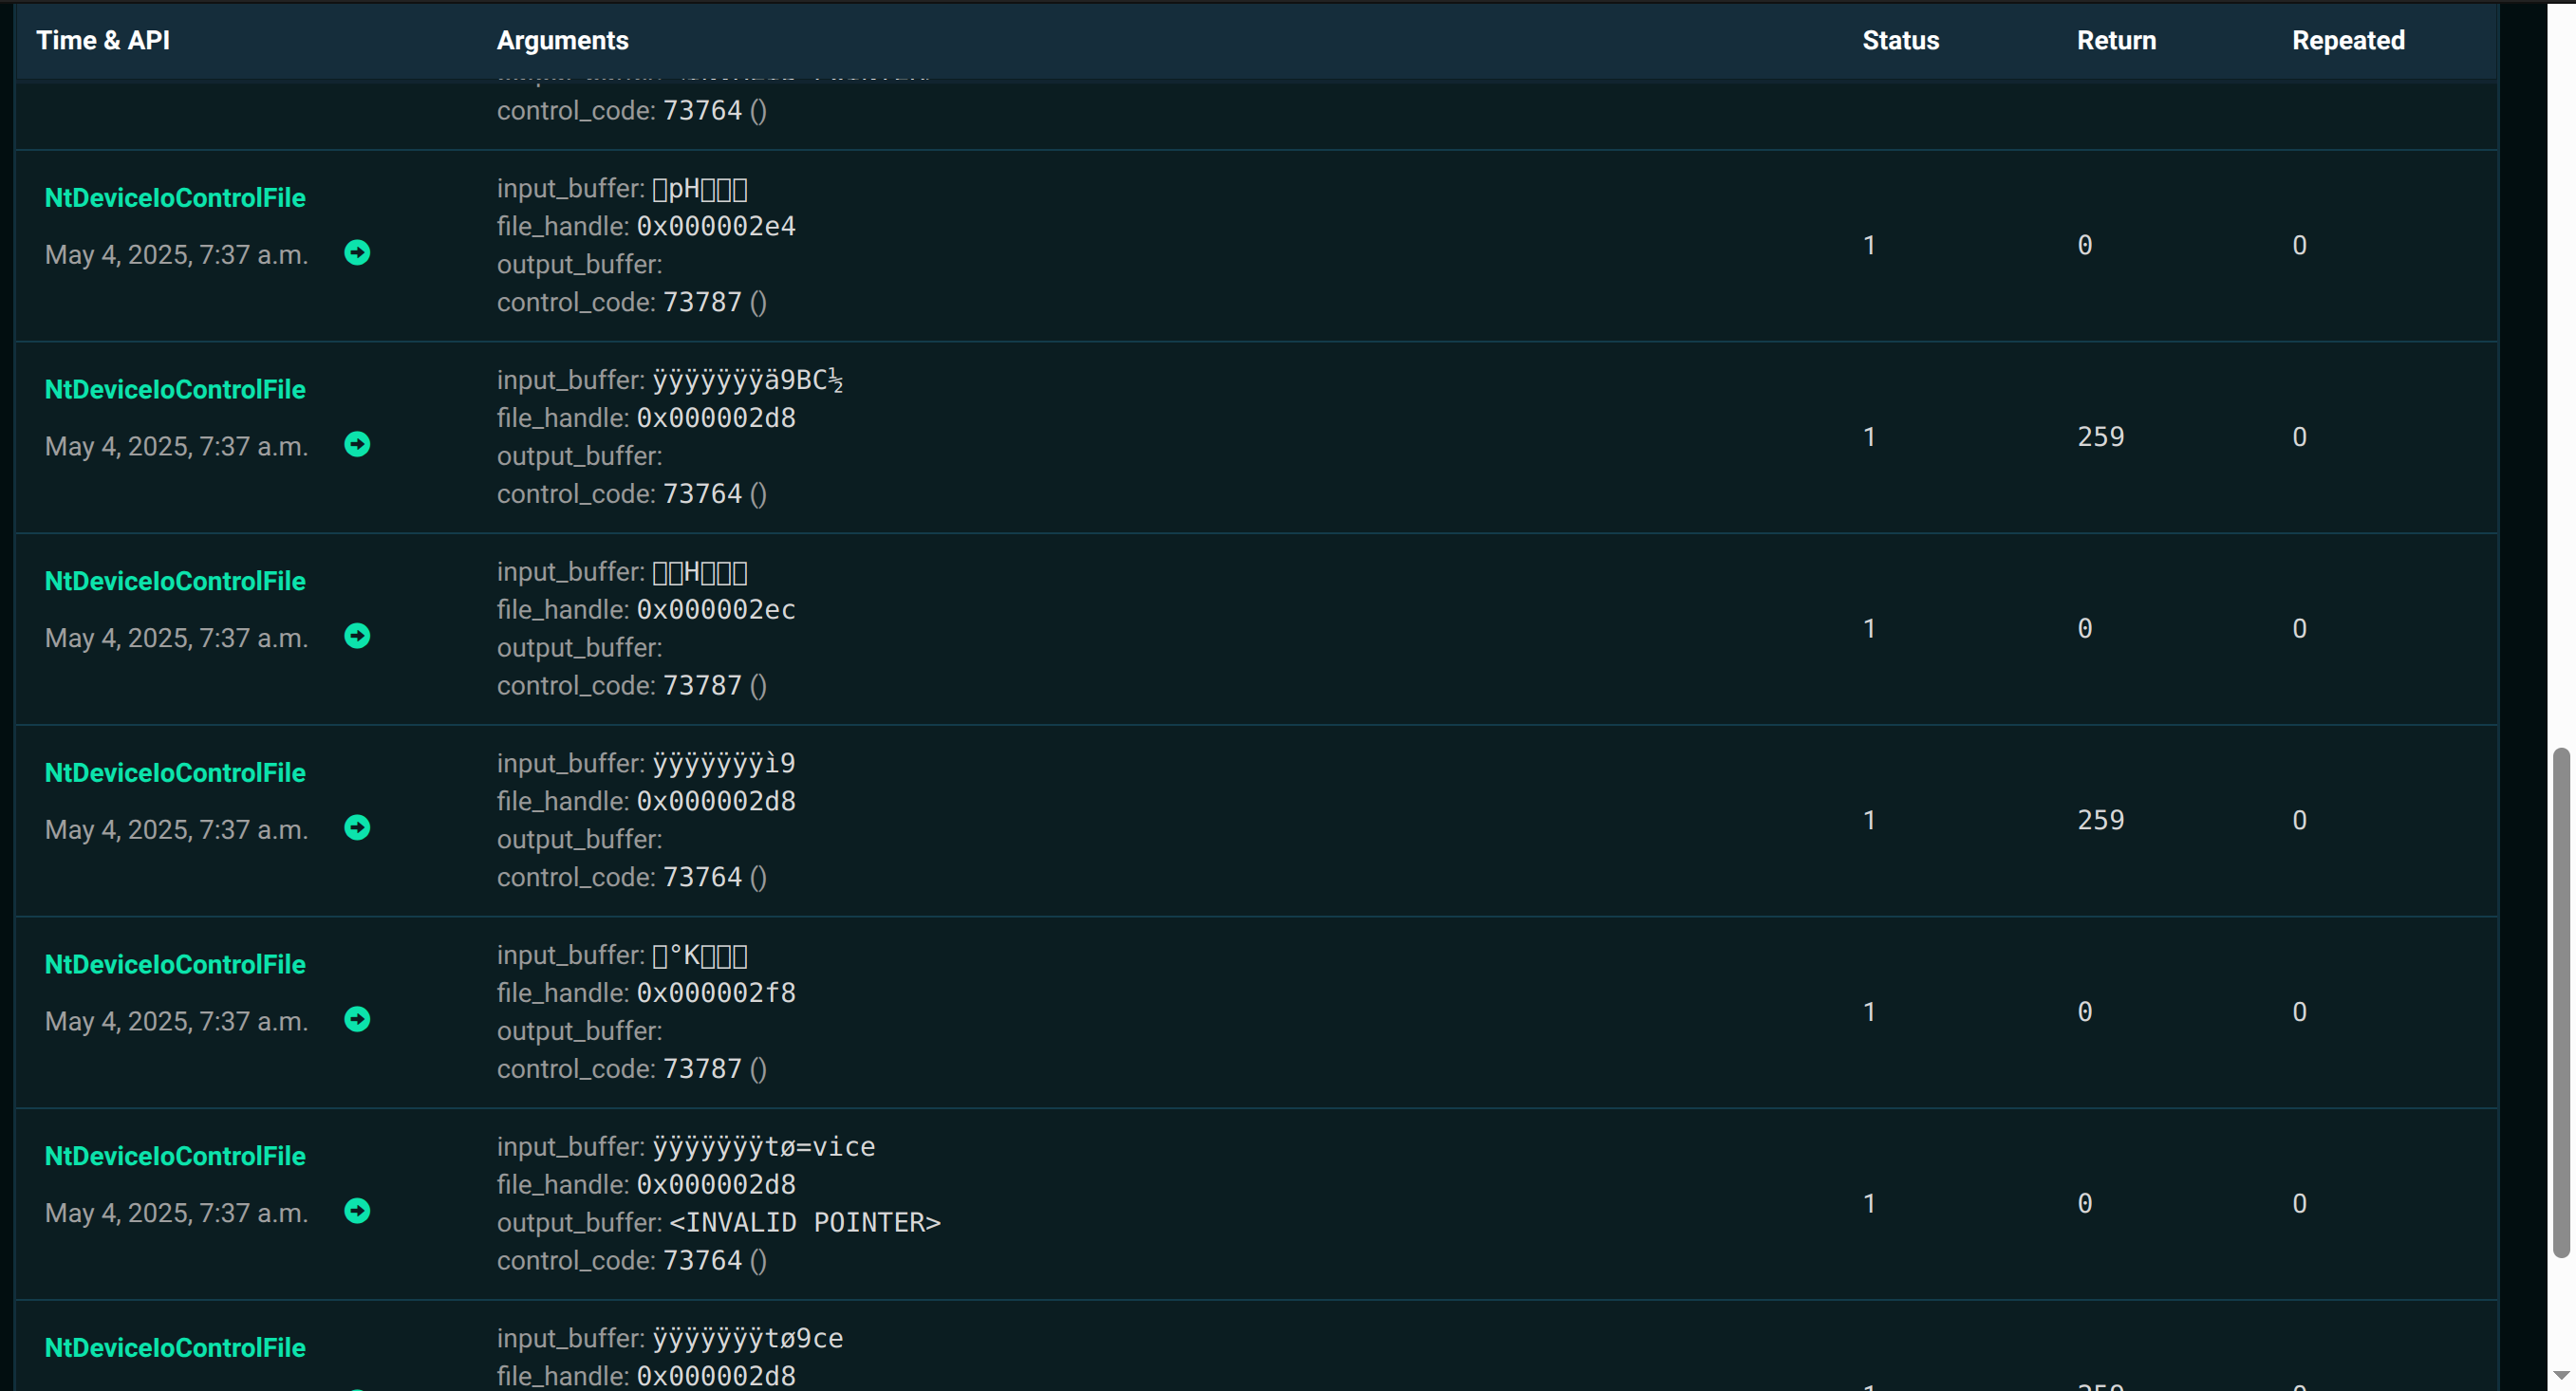 Time & API Arguments Status Return Repeated
control_code: 73764 ()
NtDeviceIoControlFile
May 4, 2025, 7:37 a.m.
input_buffer: □pH□□□
file_handle: 0x000002e4
output_buffer:
control_code: 73787 ()
1 0 0
NtDeviceIoControlFile
May 4, 2025, 7:37 a.m.
input_buffer: ÿÿÿÿÿÿÿä9BC½
file_handle: 0x000002d8
output_buffer:
control_code: 73764 ()
1 259 0
NtDeviceIoControlFile
May 4, 2025, 7:37 a.m.
input_buffer: □□H□□□
file_handle: 0x000002ec
output_buffer:
control_code: 73787 ()
1 0 0
NtDeviceIoControlFile
May 4, 2025, 7:37 a.m.
input_buffer: ÿÿÿÿÿÿÿì9
file_handle: 0x000002d8
output_buffer:
control_code: 73764 ()
1 259 0
NtDeviceIoControlFile
May 4, 2025, 7:37 a.m.
input_buffer: □°K□□□
file_handle: 0x000002f8
output_buffer:
control_code: 73787 ()
1 0 0
NtDeviceIoControlFile
May 4, 2025, 7:37 a.m.
input_buffer: ÿÿÿÿÿÿÿtø=vice
file_handle: 0x000002d8
output_buffer: <INVALID POINTER>
control_code: 73764 ()
1 0 0
NtDeviceIoControlFile
input_buffer: ÿÿÿÿÿÿÿtø9ce
file_handle: 0x000002d8